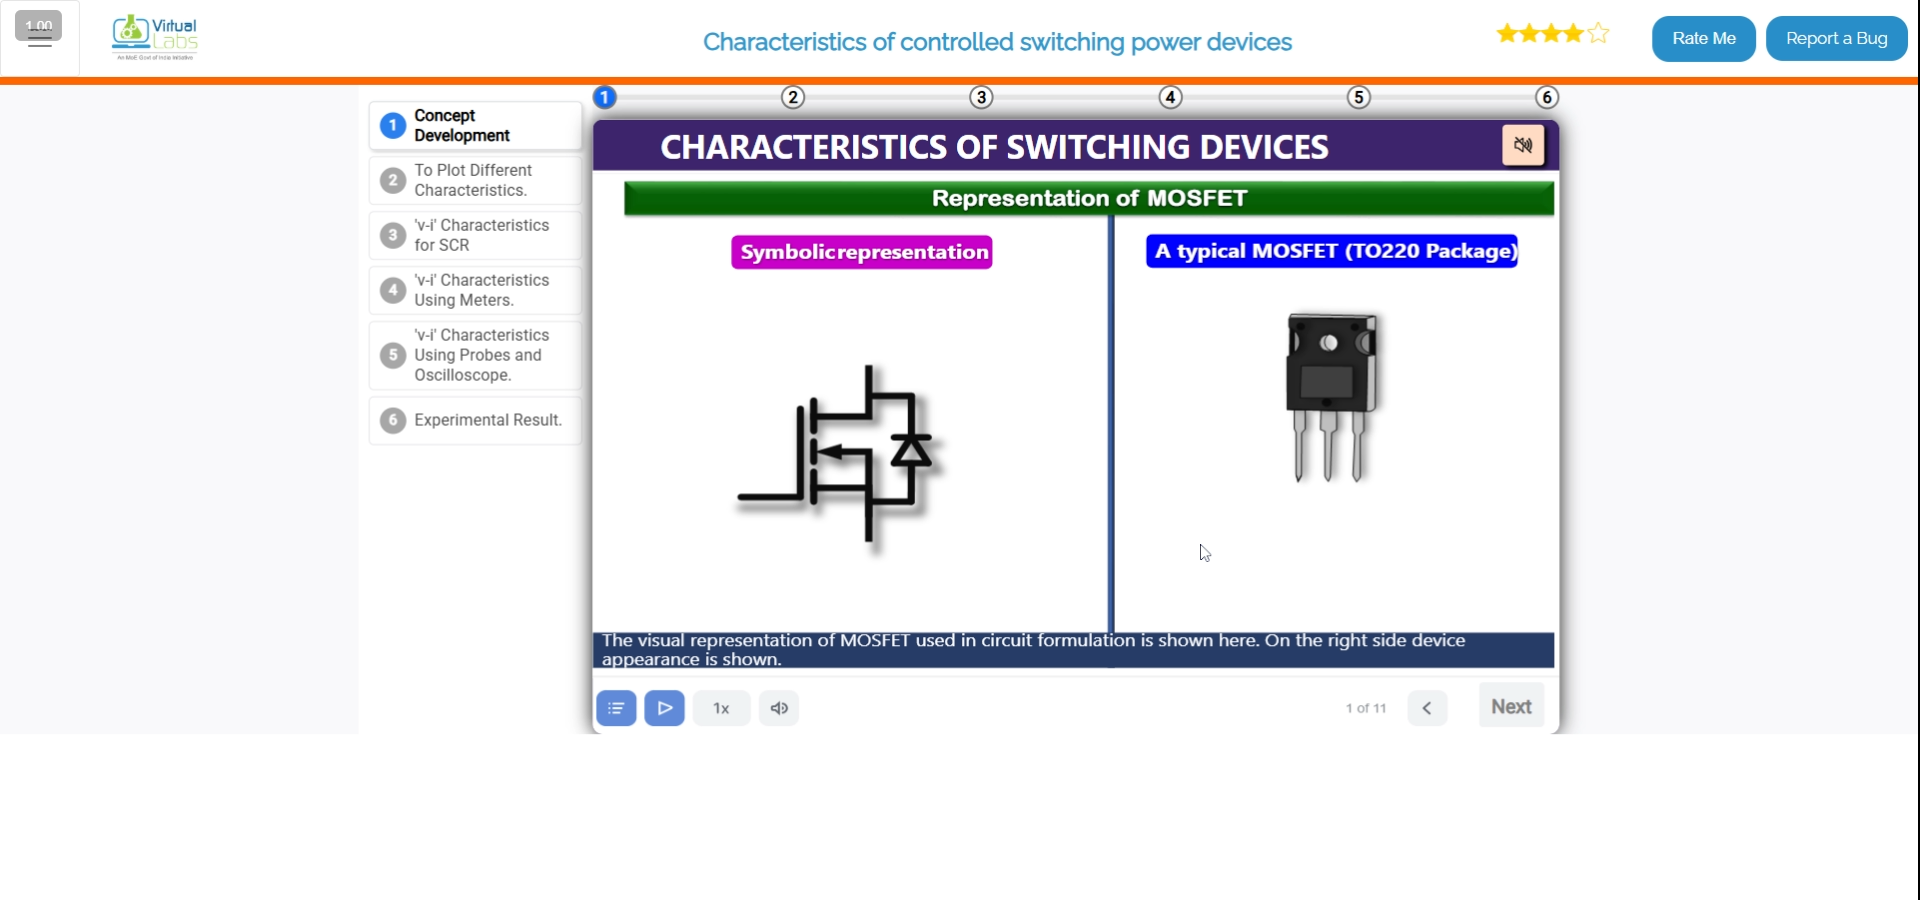 1.00
Virtual
Labs
An MoE Govt of India Initiative
Characteristics of controlled switching power devices
Rate Me
Report a Bug
1 Concept
Development
2 To Plot Different
Characteristics.
3 'v-i' Characteristics
for SCR
4 'v-i' Characteristics
Using Meters.
5 'v-i' Characteristics
Using Probes and
Oscilloscope.
6 Experimental Result.
1 2 3 4 5 6
CHARACTERISTICS OF SWITCHING DEVICES
Representation of MOSFET
Symbolic representation
A typical MOSFET (TO220 Package)
The visual representation of MOSFET used in circuit formulation is shown here. On the right side device
appearance is shown.
1x
1 of 11
Next